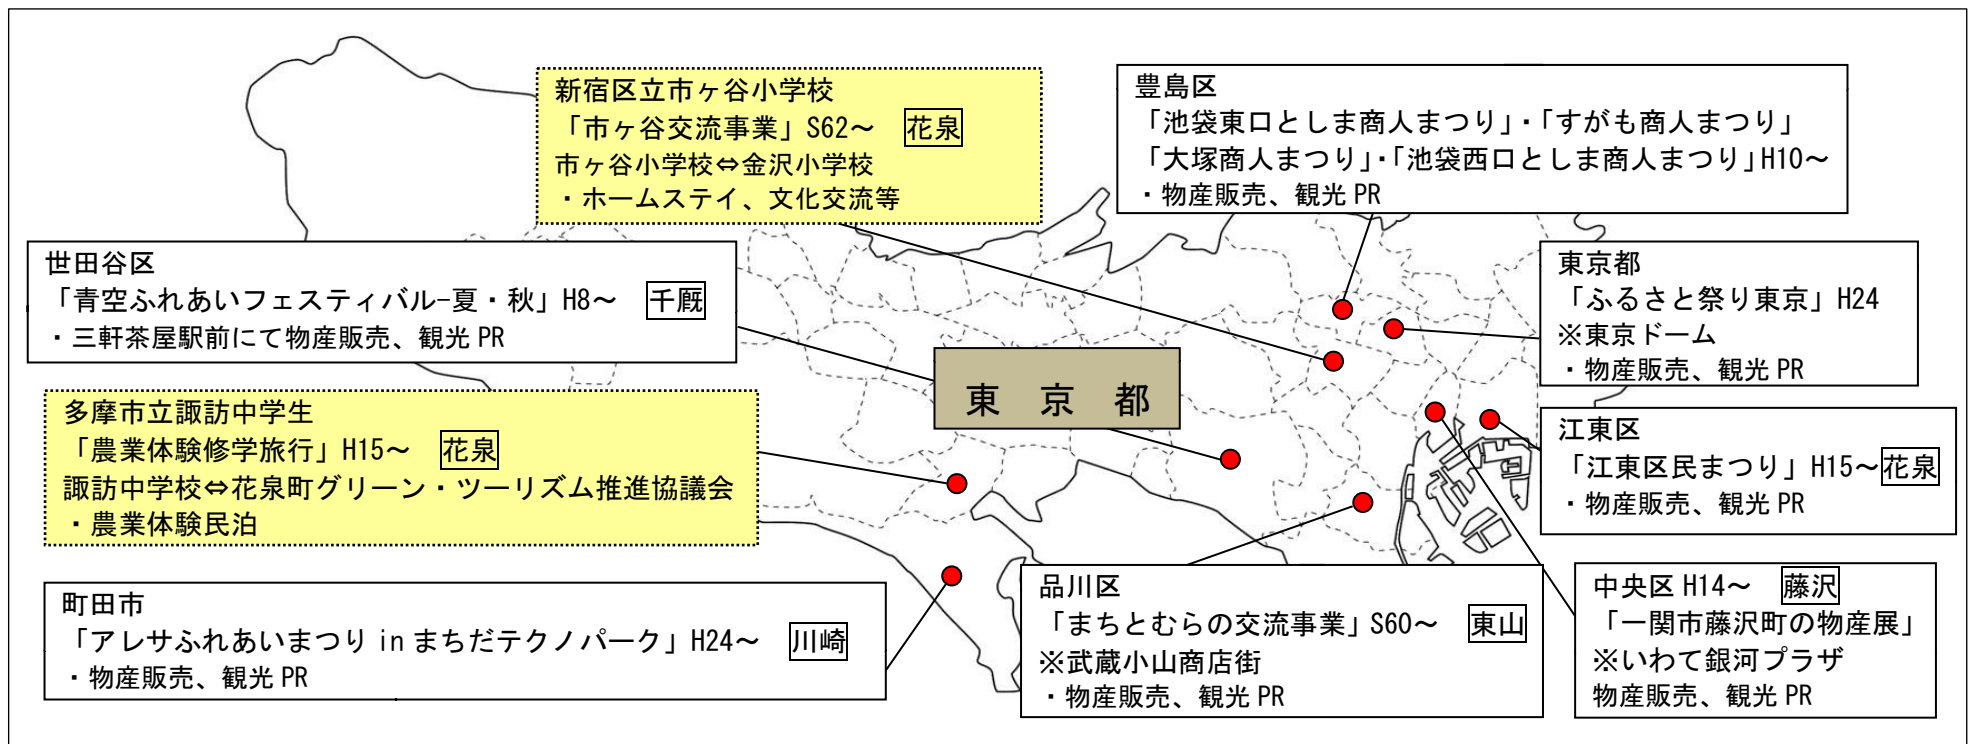 新宿区立市ヶ谷小学校
「市ヶ谷交流事業」S62～ 花泉
市ヶ谷小学校⇔金沢小学校
・ホームステイ、文化交流等
豊島区
「池袋東口としま商人まつり」・「すがも商人まつり」
「大塚商人まつり」・「池袋西口としま商人まつり」H10～
・物産販売、観光 PR
世田谷区
「青空ふれあいフェスティバル-夏・秋」H8～ 千厩
・三軒茶屋駅前にて物産販売、観光 PR
東京都
「ふるさと祭り東京」H24
※東京ドーム
・物産販売、観光 PR
東 京 都
多摩市立諏訪中学生
「農業体験修学旅行」H15～ 花泉
諏訪中学校⇔花泉町グリーン・ツーリズム推進協議会
・農業体験民泊
江東区
「江東区民まつり」H15～花泉
・物産販売、観光 PR
町田市
「アレサふれあいまつり in まちだテクノパーク」H24～ 川崎
・物産販売、観光 PR
品川区
「まちとむらの交流事業」S60～ 東山
※武蔵小山商店街
・物産販売、観光 PR
中央区 H14～ 藤沢
「一関市藤沢町の物産展」
※いわて銀河プラザ
物産販売、観光 PR